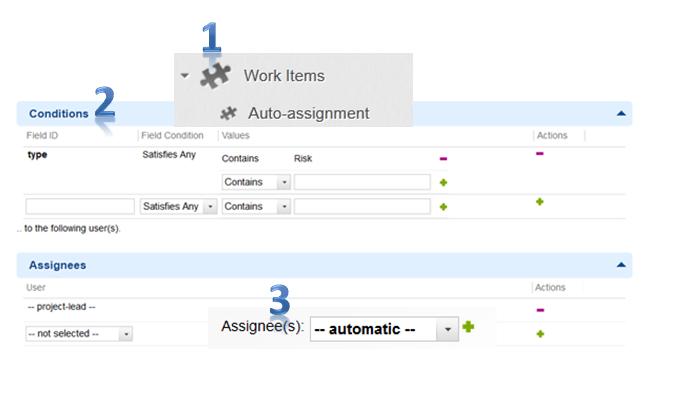 1
Work Items
Auto-assignment
2
Conditions
Field ID Field Condition Values Actions
type Satisfies Any Contains Risk
Contains
Satisfies Any Contains
.. to the following user(s).
Assignees
User Actions
-- project-lead --
3
Assignee(s): -- automatic --
-- not selected --